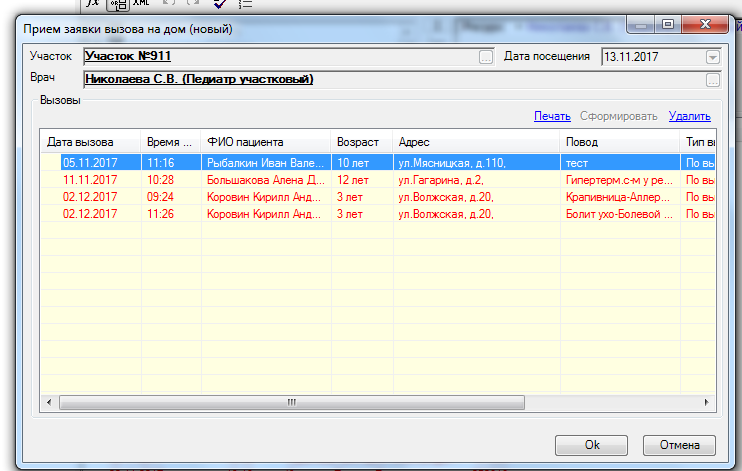 fx XML
Прием заявки вызова на дом (новый)
Участок Участок №911 ... Дата посещения 13.11.2017
Врач Николаева С.В. (Педиатр участковый) ...
Вызовы
Печать Сформировать Удалить
Дата вызова Время ... ФИО пациента Возраст Адрес Повод Тип вы
05.11.2017 11:16 Рыбалкин Иван Вале... 10 лет ул.Мясницкая, д.110, тест По вы
11.11.2017 10:28 Большакова Алена Д... 12 лет ул.Гагарина, д.2, Гипертерм.с-м у ре... По вы
02.12.2017 09:24 Коровин Кирилл Анд... 3 лет ул.Волжская, д.20, Крапивница-Аллер... По вы
02.12.2017 11:26 Коровин Кирилл Анд... 3 лет ул.Волжская, д.20, Болит ухо-Болевой ... По вы
Ok Отмена